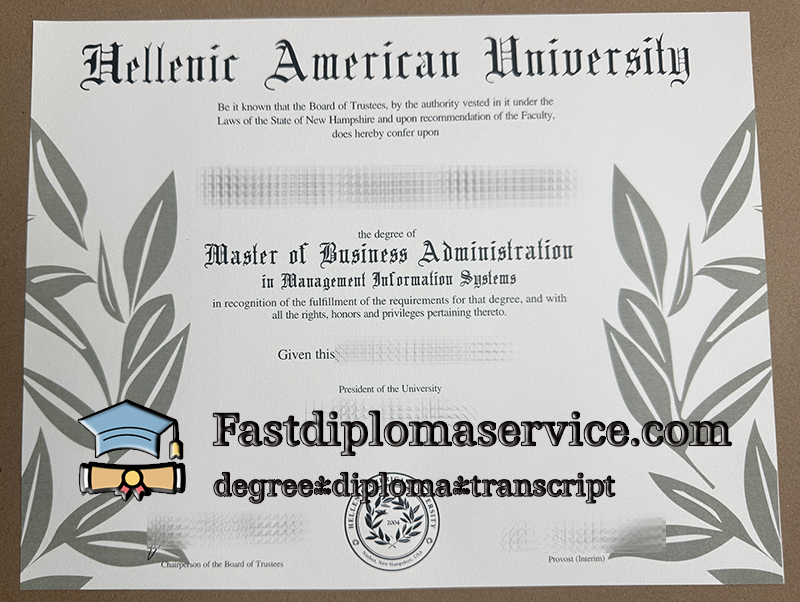 Hellenic American University
Be it known that the Board of Trustees, by the authority vested in it under the
Laws of the State of New Hampshire and upon recommendation of the Faculty,
does hereby confer upon
the degree of
Master of Business Administration
in Management Information Systems
in recognition of the fulfillment of the requirements for that degree, and with
all the rights, honors and privileges pertaining thereto.
Given this
President of the University
Fastdiplomaservice.com
degree*diploma*transcript
2004
Nashua, New Hampshire, USA
Chairperson of the Board of Trustees
Provost (Interim)